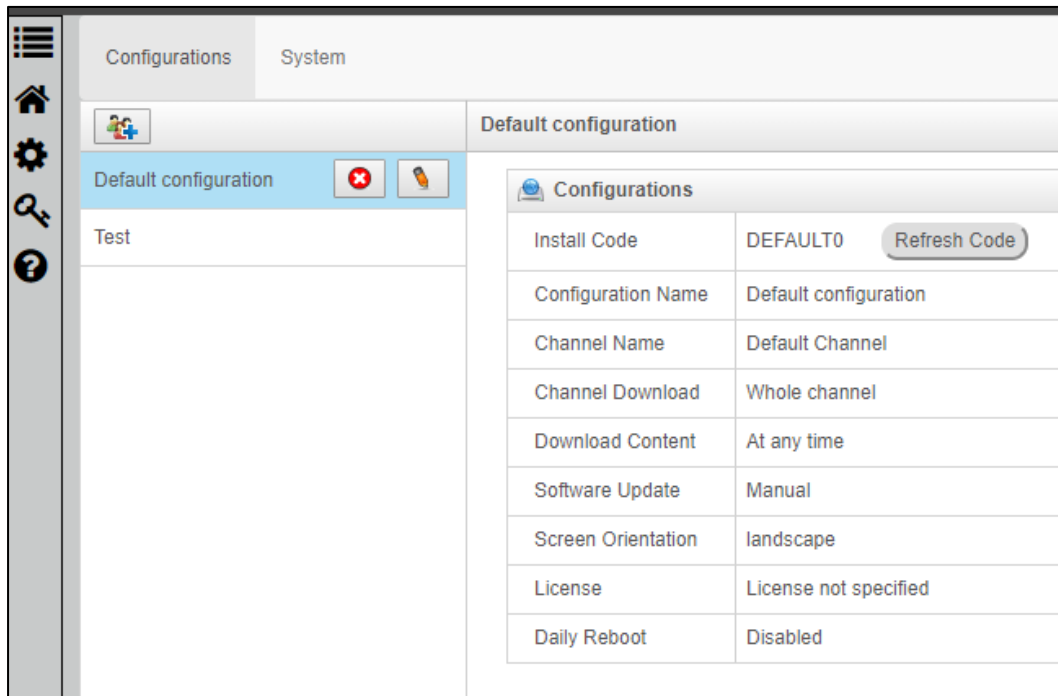 Configurations System
Default configuration
Default configuration
Test
Configurations
Install Code DEFAULT0 Refresh Code
Configuration Name Default configuration
Channel Name Default Channel
Channel Download Whole channel
Download Content At any time
Software Update Manual
Screen Orientation landscape
License License not specified
Daily Reboot Disabled